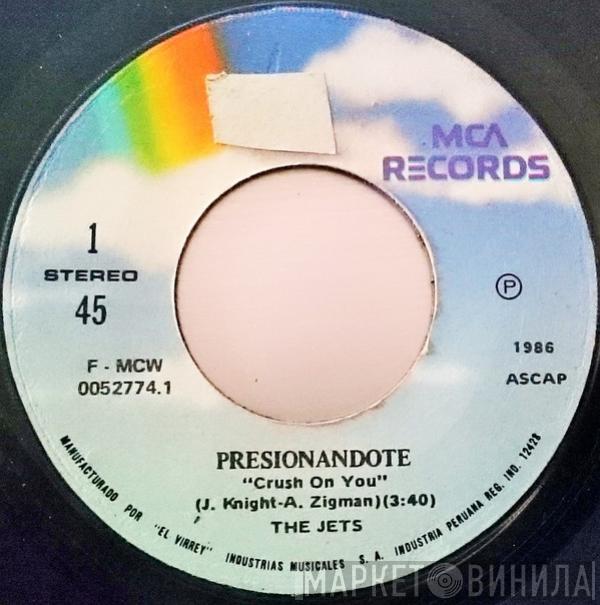 MCA
RECORDS
1
STEREO
45
F - MCW
0052774.1
P
1986
ASCAP
PRESIONANDOTE
"Crush On You"
(J. Knight-A. Zigman)(3:40)
THE JETS
MANUFACTURADO POR "EL VIRREY" INDUSTRIAS MUSICALES S. A. INDUSTRIA PERUANA REG. IND. 12428
МАРКЕТ ВИНИЛА